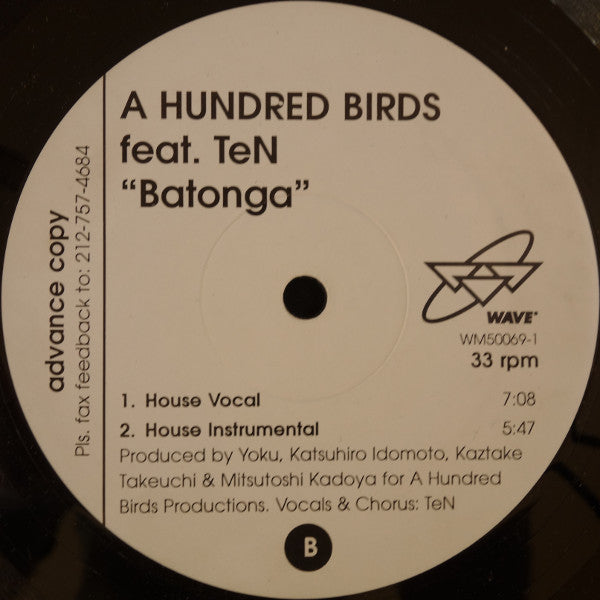 A HUNDRED BIRDS
feat. TeN
“Batonga”
advance copy
Pls. fax feedback to: 212-757-4684
WAVE
WM50069-1
33 rpm
1. House Vocal 7:08
2. House Instrumental 5:47
Produced by Yoku, Katsuhiro Idomoto, Kaztake
Takeuchi & Mitsutoshi Kadoya for A Hundred
Birds Productions. Vocals & Chorus: TeN
B